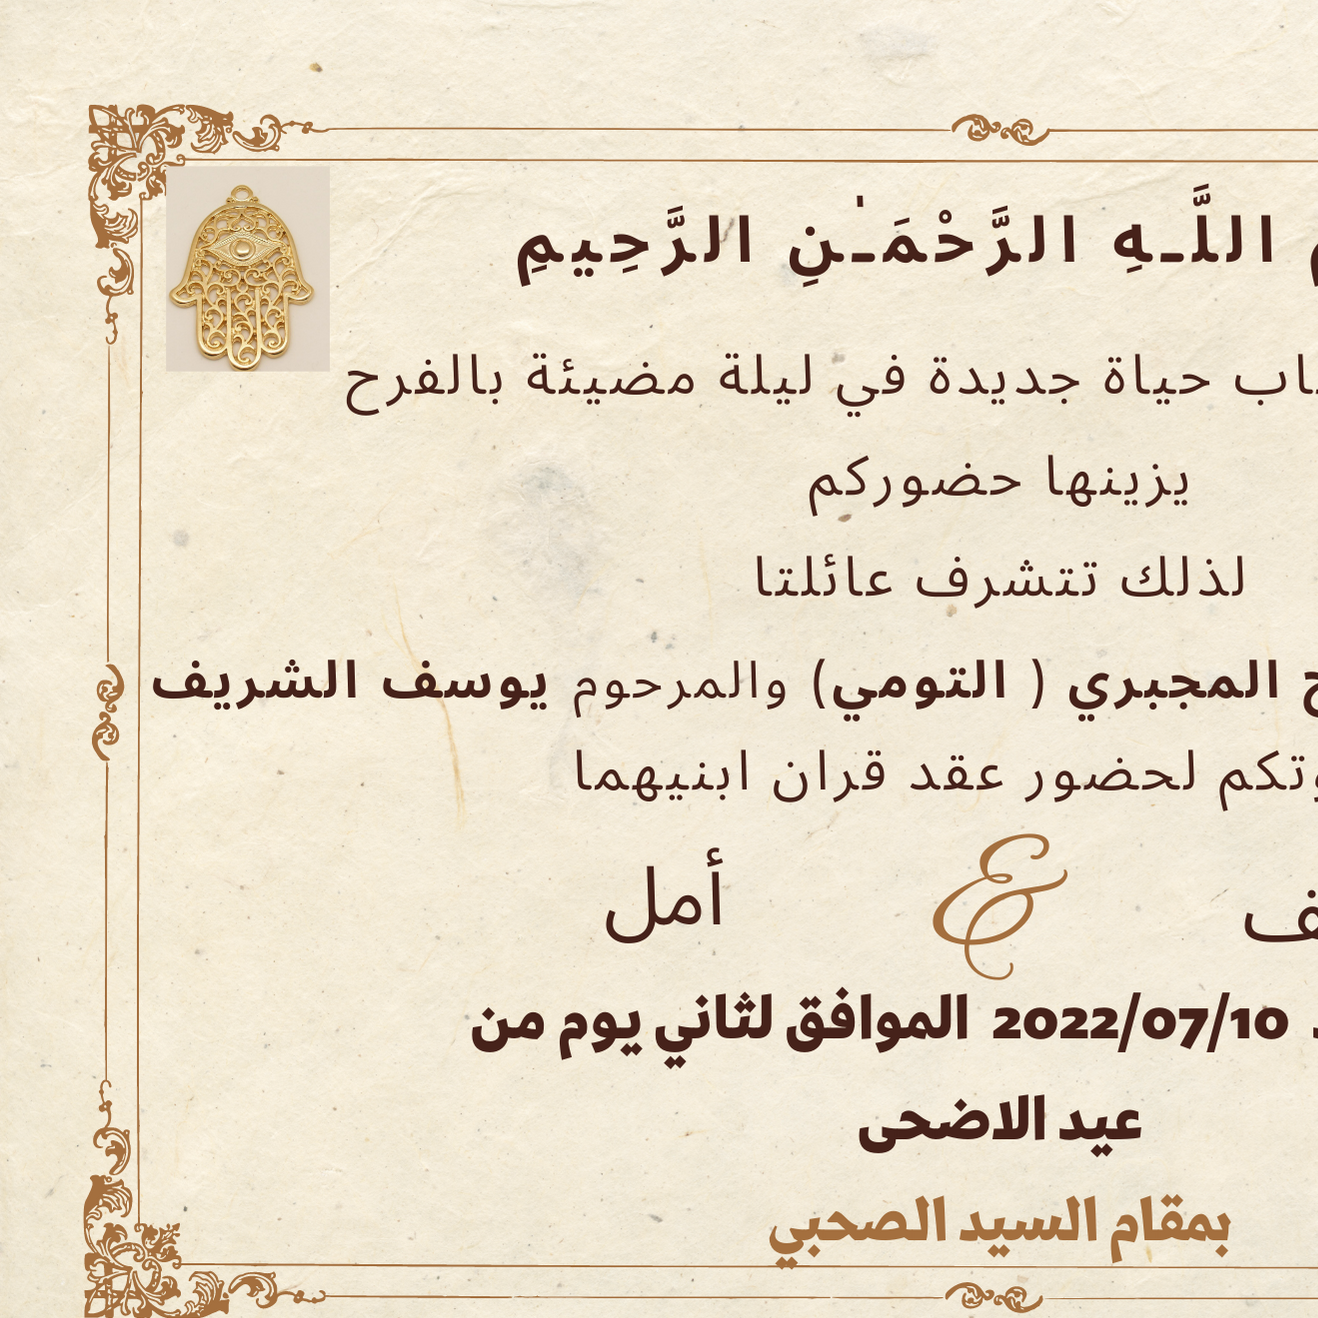 اللَّـهِ الرَّحْمَـٰنِ الرَّحِيمِ
حياة جديدة في ليلة مضيئة بالفرح
يزينها حضوركم
لذلك تتشرف عائلتا
المجبري ( التومي) والمرحوم يوسف الشريف
لحضور عقد قران ابنيهما
& أمل
2022/07/10 الموافق لثاني يوم من
عيد الاضحى
بمقام السيد الصحبي